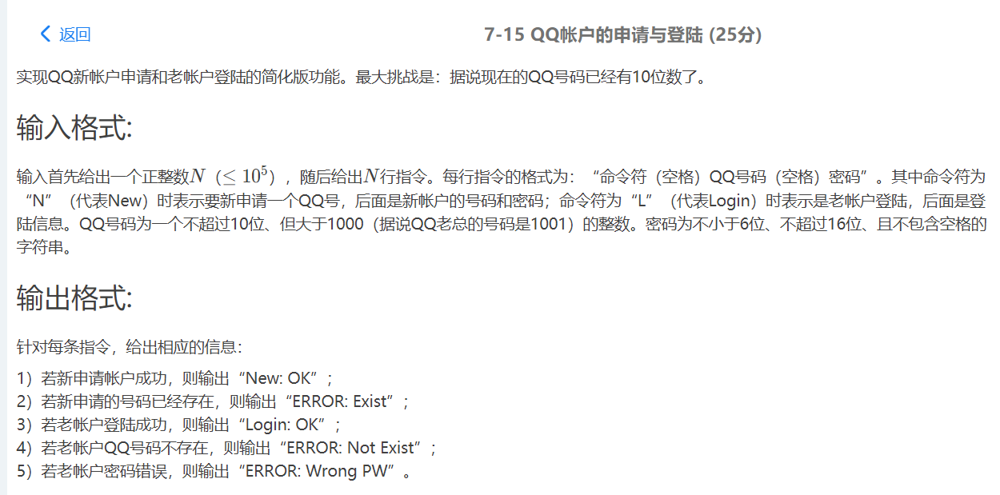 返回
7-15 QQ帐户的申请与登陆 (25分)
实现QQ新帐户申请和老帐户登陆的简化版功能。最大挑战是：据说现在的QQ号码已经有10位数了。
输入格式:
输入首先给出一个正整数N（≤ 10⁵），随后给出N行指令。每行指令的格式为：“命令符（空格）QQ号码（空格）密码”。其中命令符为
“N”（代表New）时表示要新申请一个QQ号，后面是新帐户的号码和密码；命令符为“L”（代表Login）时表示是老帐户登陆，后面是登
陆信息。QQ号码为一个不超过10位、但大于1000（据说QQ老总的号码是1001）的整数。密码为不小于6位、不超过16位、且不包含空格的
字符串。
输出格式:
针对每条指令，给出相应的信息：
1）若新申请帐户成功，则输出“New: OK”；
2）若新申请的号码已经存在，则输出“ERROR: Exist”；
3）若老帐户登陆成功，则输出“Login: OK”；
4）若老帐户QQ号码不存在，则输出“ERROR: Not Exist”；
5）若老帐户密码错误，则输出“ERROR: Wrong PW”。